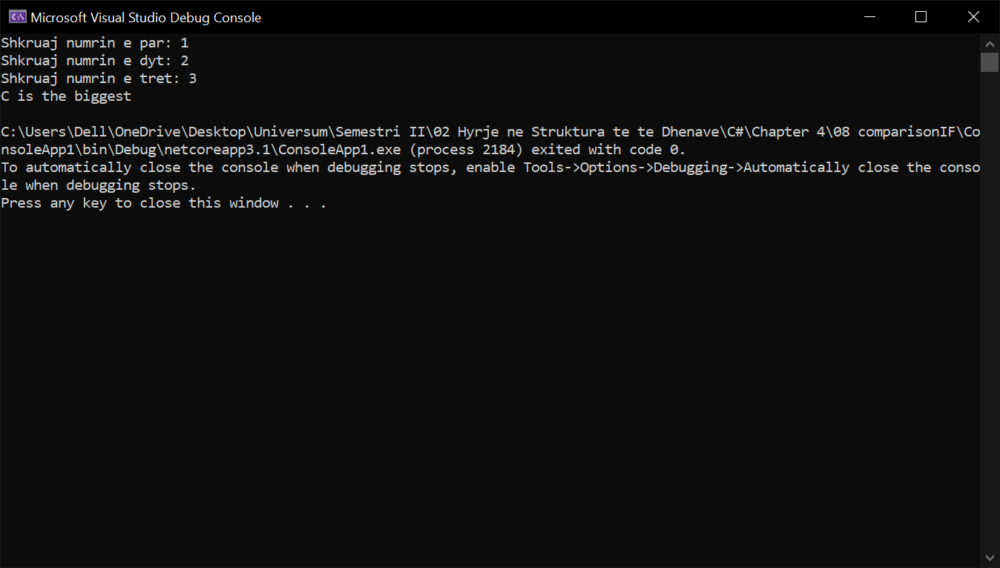 Microsoft Visual Studio Debug Console
Shkruaj numrin e par: 1
Shkruaj numrin e dyt: 2
Shkruaj numrin e tret: 3
C is the biggest
C:\Users\Dell\OneDrive\Desktop\Universum\Semestri II\02 Hyrje ne Struktura te te Dhenave\C#\Chapter 4\08 comparisonIF\Co
nsoleApp1\bin\Debug\netcoreapp3.1\ConsoleApp1.exe (process 2184) exited with code 0.
To automatically close the console when debugging stops, enable Tools->Options->Debugging->Automatically close the conso
le when debugging stops.
Press any key to close this window . . .